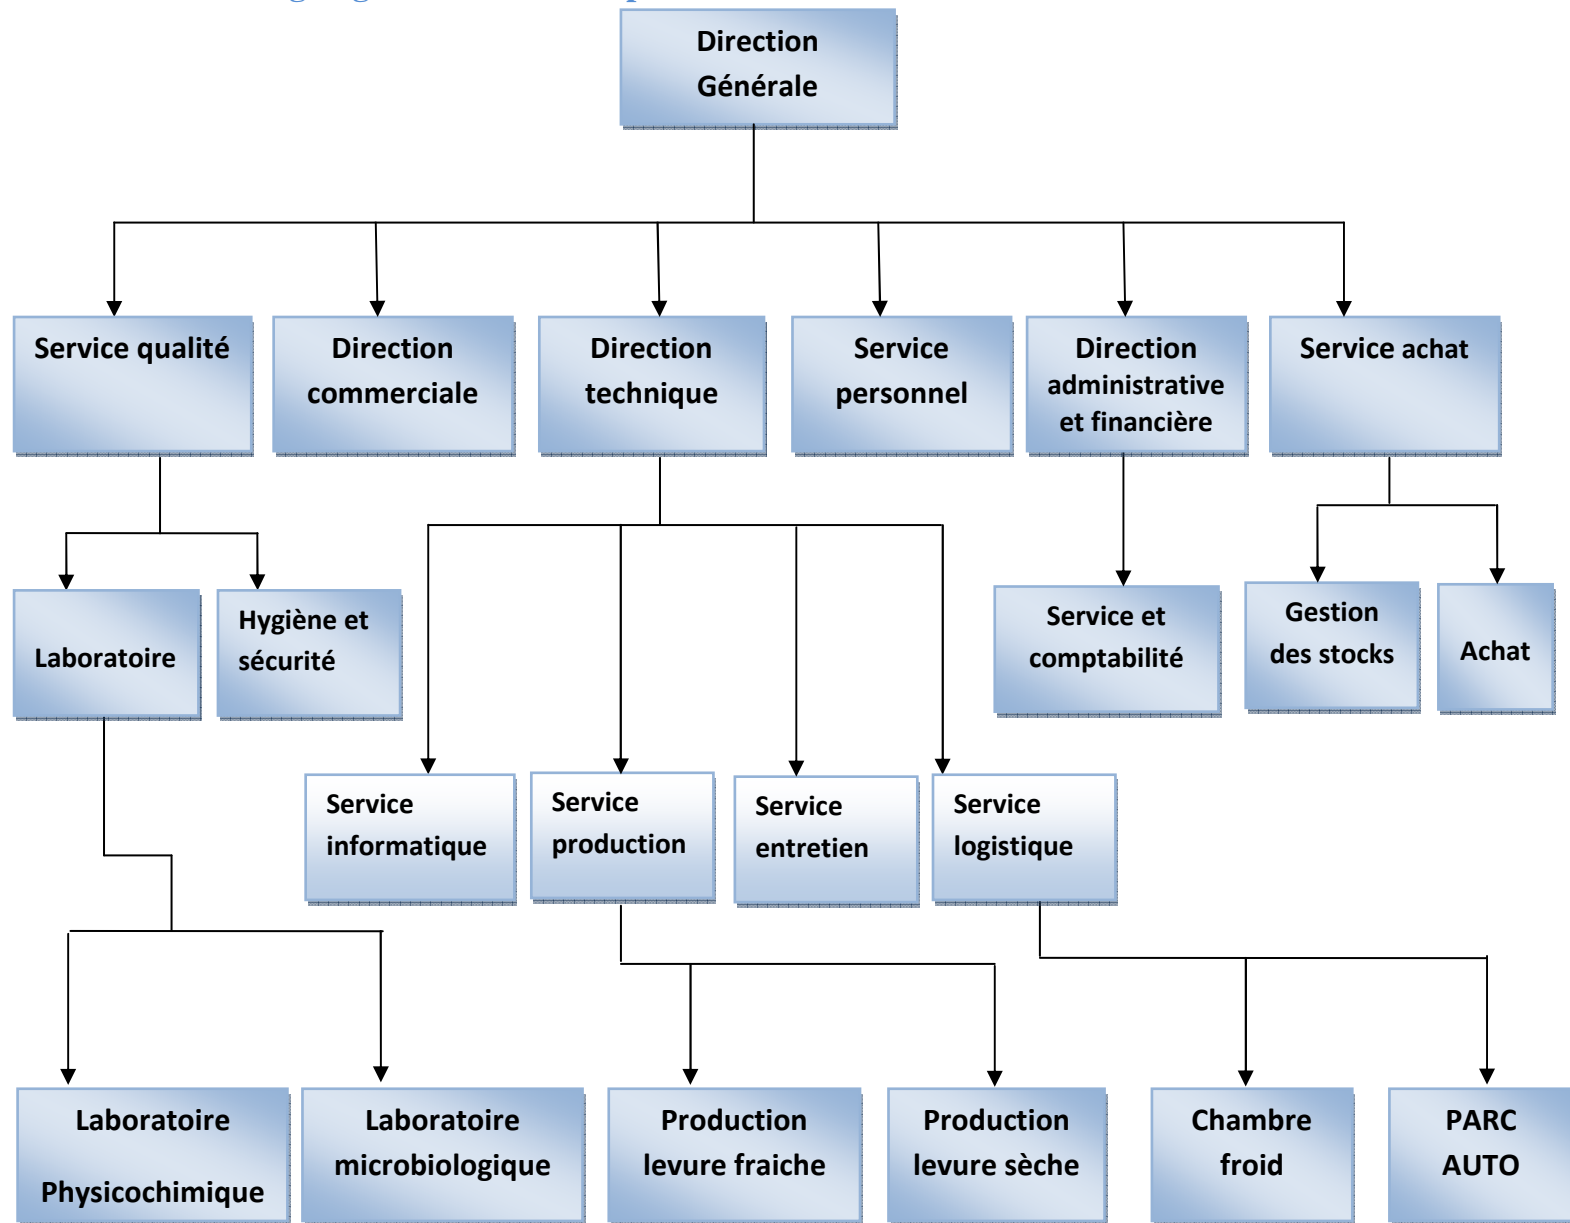 Direction
Générale
Service qualité
Direction
commerciale
Direction
technique
Service
personnel
Direction
administrative
et financière
Service achat
Laboratoire
Hygiène et
sécurité
Service et
comptabilité
Gestion
des stocks
Achat
Service
informatique
Service
production
Service
entretien
Service
logistique
Laboratoire
Physicochimique
Laboratoire
microbiologique
Production
levure fraiche
Production
levure sèche
Chambre
froid
PARC
AUTO